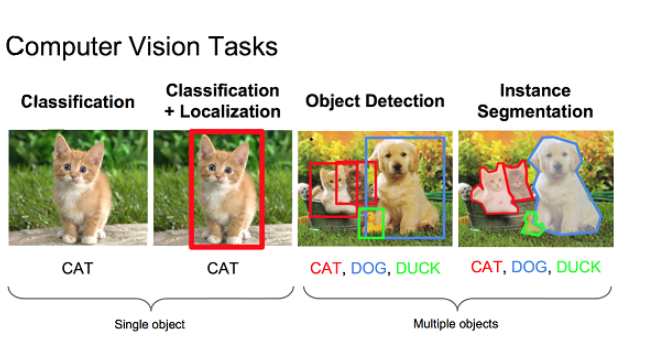 Computer Vision Tasks
Classification
Classification
+ Localization
Object Detection
Instance
Segmentation
CAT
CAT
CAT, DOG, DUCK
CAT, DOG, DUCK
Single object
Multiple objects